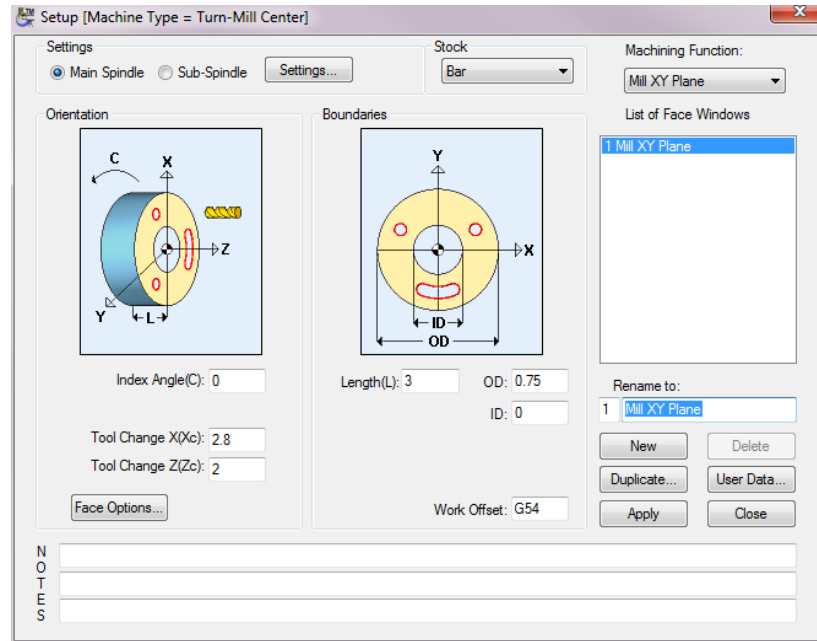 Setup [Machine Type = Turn-Mill Center]
Settings
Main Spindle Sub-Spindle Settings...
Stock
Bar
Machining Function:
Mill XY Plane
Orientation
C X
Z
Y L
Index Angle(C): 0
Tool Change X(Xc): 2.8
Tool Change Z(Zc): 2
Face Options...
Boundaries
Y
X
ID
OD
Length(L): 3 OD: 0.75
ID: 0
Work Offset: G54
List of Face Windows
1 Mill XY Plane
Rename to:
1 Mill XY Plane
New Delete
Duplicate... User Data...
Apply Close
NOTES